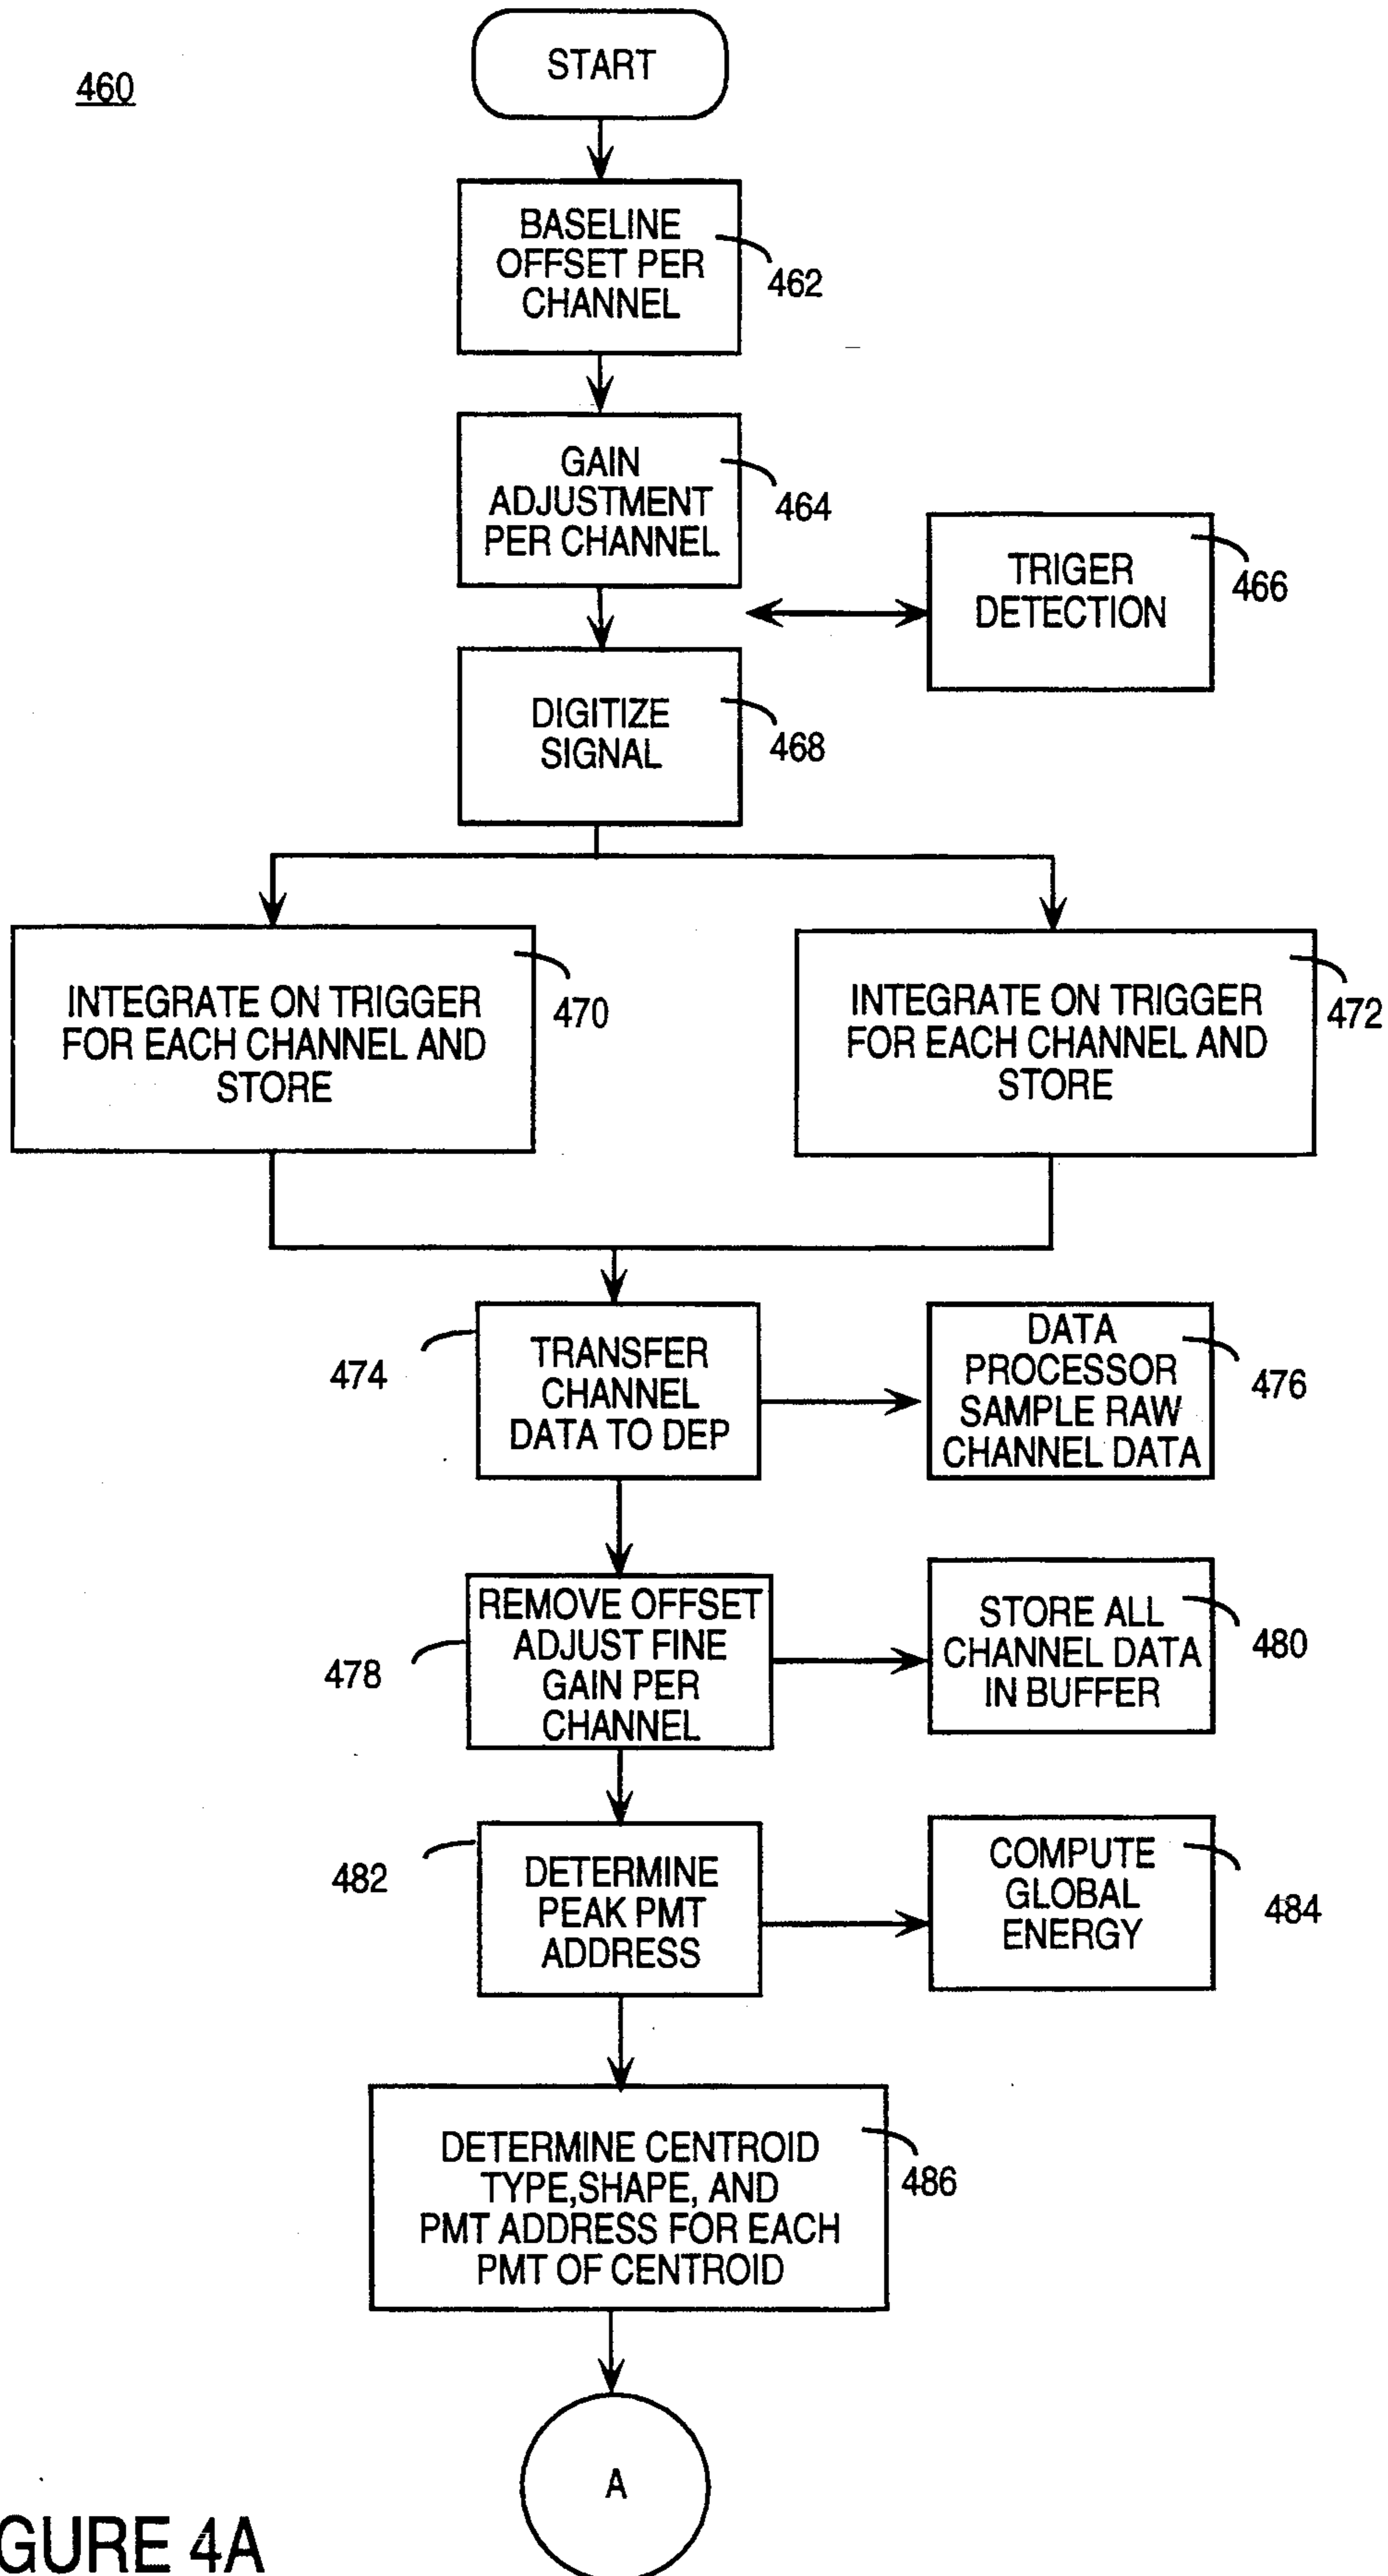 START
460
BASELINE
OFFSET PER
CHANNEL
462
GAIN
ADJUSTMENT
PER CHANNEL
464
TRIGER
DETECTION
466
DIGITIZE
SIGNAL
468
INTEGRATE ON TRIGGER
FOR EACH CHANNEL AND
STORE
470
INTEGRATE ON TRIGGER
FOR EACH CHANNEL AND
STORE
472
474
TRANSFER
CHANNEL
DATA TO DEP
DATA
PROCESSOR
SAMPLE RAW
CHANNEL DATA
476
478
REMOVE OFFSET
ADJUST FINE
GAIN PER
CHANNEL
STORE ALL
CHANNEL DATA
IN BUFFER
480
482
DETERMINE
PEAK PMT
ADDRESS
COMPUTE
GLOBAL
ENERGY
484
DETERMINE CENTROID
TYPE,SHAPE, AND
PMT ADDRESS FOR EACH
PMT OF CENTROID
486
A
GURE 4A